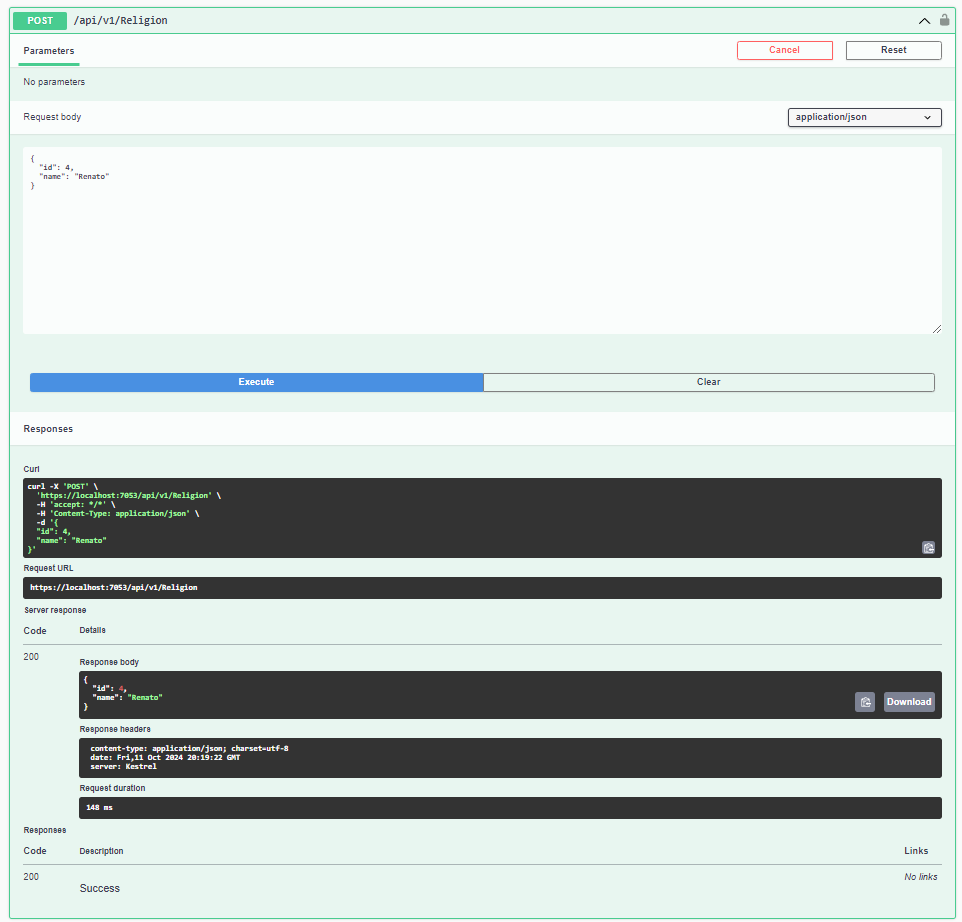 POST /api/v1/Religion
Parameters
Cancel
Reset
No parameters
Request body
application/json
{
  "id": 4,
  "name": "Renato"
}
Execute
Clear
Responses
Curl
curl -X 'POST' \
  'https://localhost:7053/api/v1/Religion' \
  -H 'accept: */*' \
  -H 'Content-Type: application/json' \
  -d '{
  "id": 4,
  "name": "Renato"
}'
Request URL
https://localhost:7053/api/v1/Religion
Server response
Code Details
200
Response body
{
  "id": 4,
  "name": "Renato"
}
Download
Response headers
content-type: application/json; charset=utf-8
date: Fri,11 Oct 2024 20:19:22 GMT
server: Kestrel
Request duration
148 ms
Responses
Code Description Links
200
Success
No links